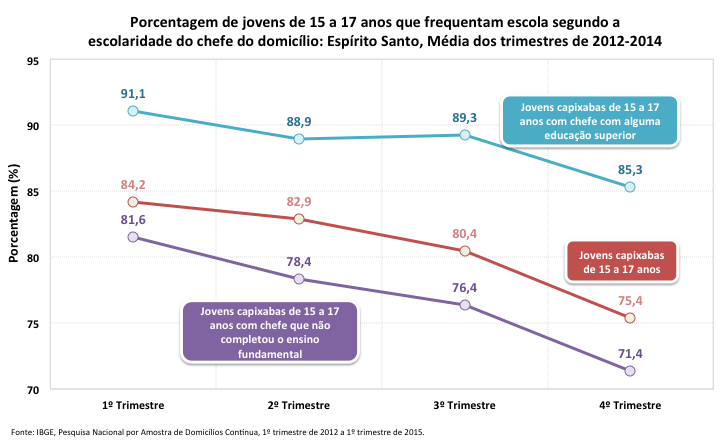 Porcentagem de jovens de 15 a 17 anos que frequentam escola segundo a
escolaridade do chefe do domicílio: Espírito Santo, Média dos trimestres de 2012-2014
Porcentagem (%)
95
90
85
80
75
70
91,1
88,9
89,3
85,3
Jovens capixabas de 15 a 17
anos com chefe com alguma
educação superior
84,2
82,9
80,4
75,4
Jovens capixabas
de 15 a 17 anos
81,6
78,4
76,4
71,4
Jovens capixabas de 15 a 17
anos com chefe que não
completou o ensino
fundamental
1º Trimestre
2º Trimestre
3º Trimestre
4º Trimestre
Fonte: IBGE, Pesquisa Nacional por Amostra de Domicílios Contínua, 1º trimestre de 2012 a 1º trimestre de 2015.